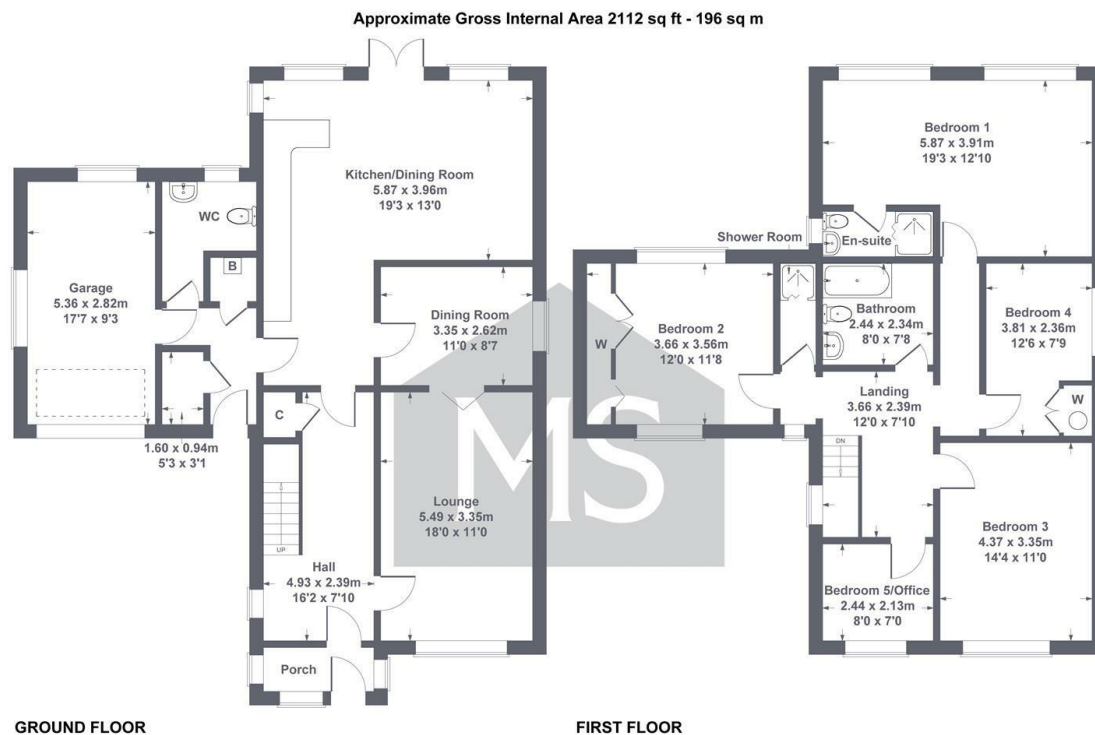 Approximate Gross Internal Area 2112 sq ft - 196 sq m
Kitchen/Dining Room
5.87 x 3.96m
19'3 x 13'0
WC
B
Garage
5.36 x 2.82m
17'7 x 9'3
Dining Room
3.35 x 2.62m
11'0 x 8'7
C
1.60 x 0.94m
5'3 x 3'1
MS
Lounge
5.49 x 3.35m
18'0 x 11'0
UP
Hall
4.93 x 2.39m
16'2 x 7'10
Porch
GROUND FLOOR
Bedroom 1
5.87 x 3.91m
19'3 x 12'10
Shower Room
En-suite
W
Bedroom 2
3.66 x 3.56m
12'0 x 11'8
Bathroom
2.44 x 2.34m
8'0 x 7'8
Bedroom 4
3.81 x 2.36m
12'6 x 7'9
W
Landing
3.66 x 2.39m
12'0 x 7'10
DN
Bedroom 3
4.37 x 3.35m
14'4 x 11'0
Bedroom 5/Office
2.44 x 2.13m
8'0 x 7'0
FIRST FLOOR